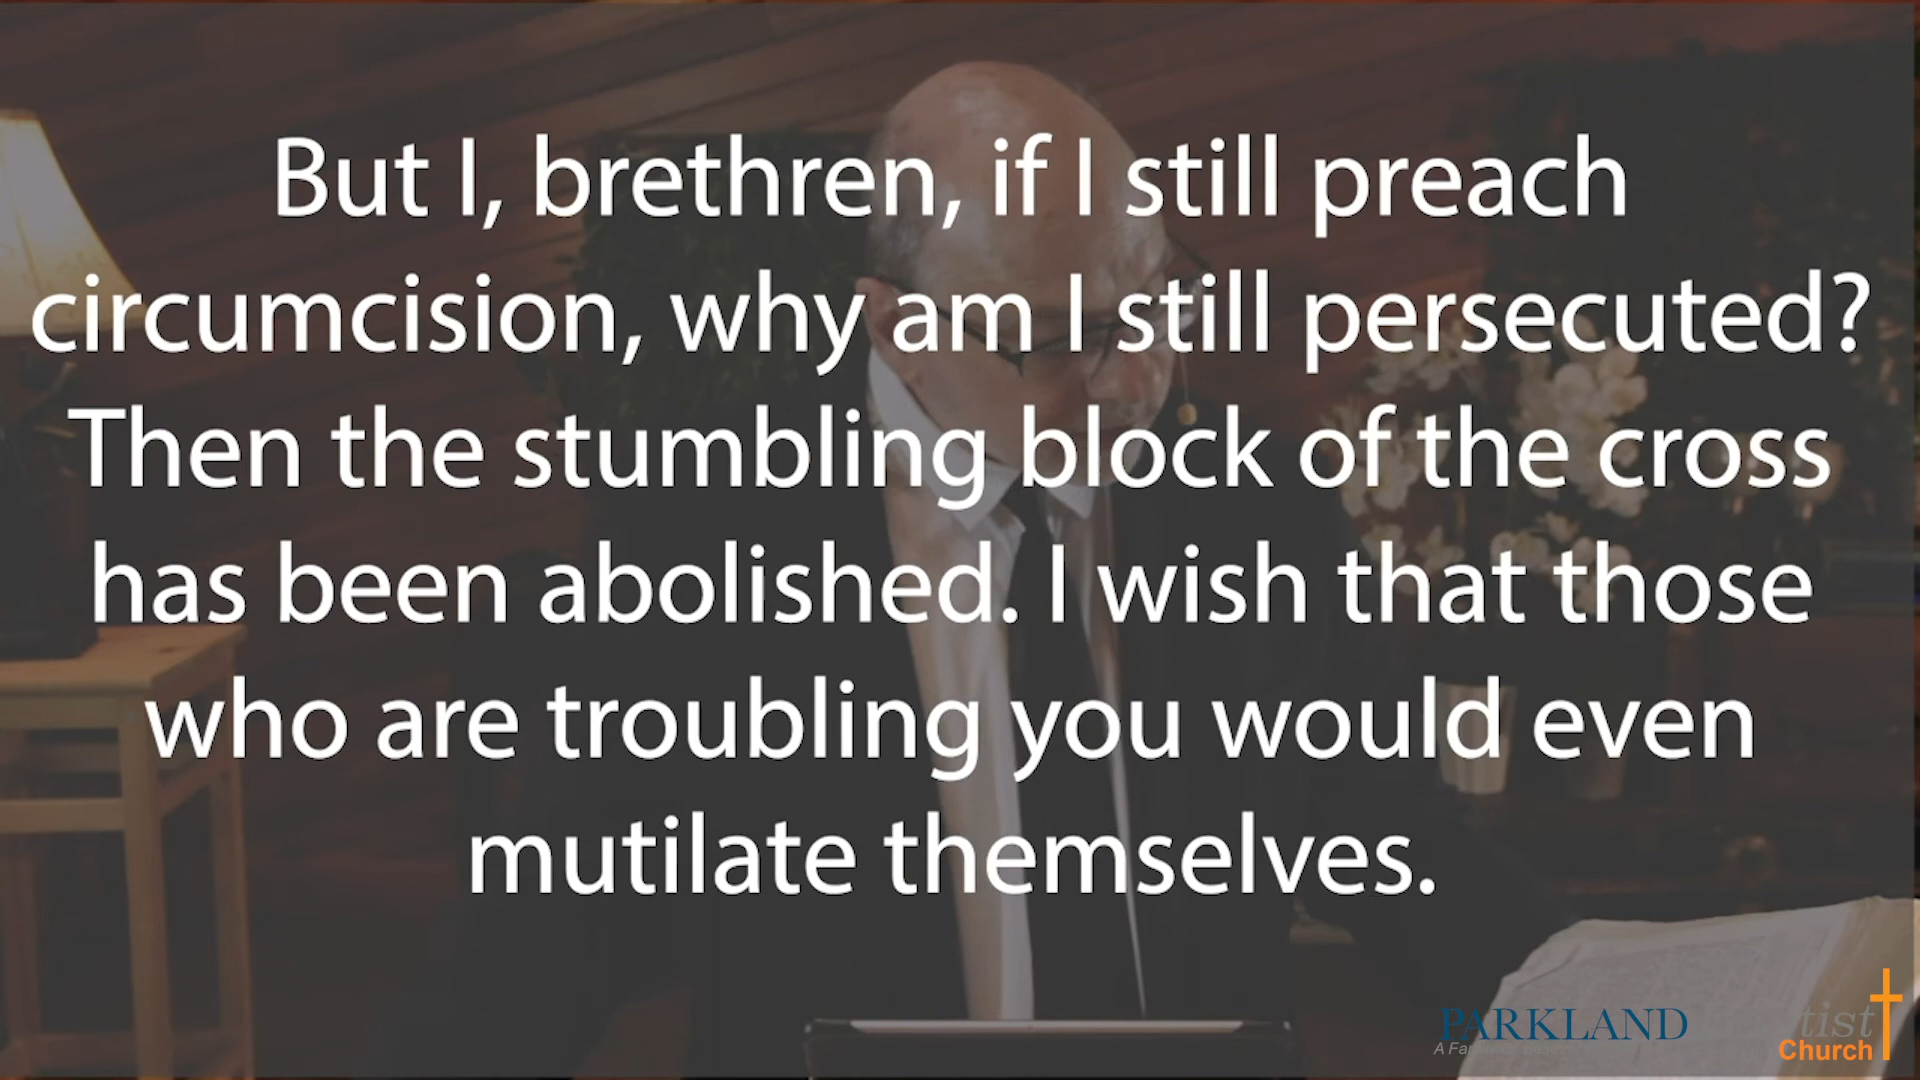 But I, brethren, if I still preach
circumcision, why am I still persecuted?
Then the stumbling block of the cross
has been abolished. I wish that those
who are troubling you would even
mutilate themselves.
PARKLAND
Church